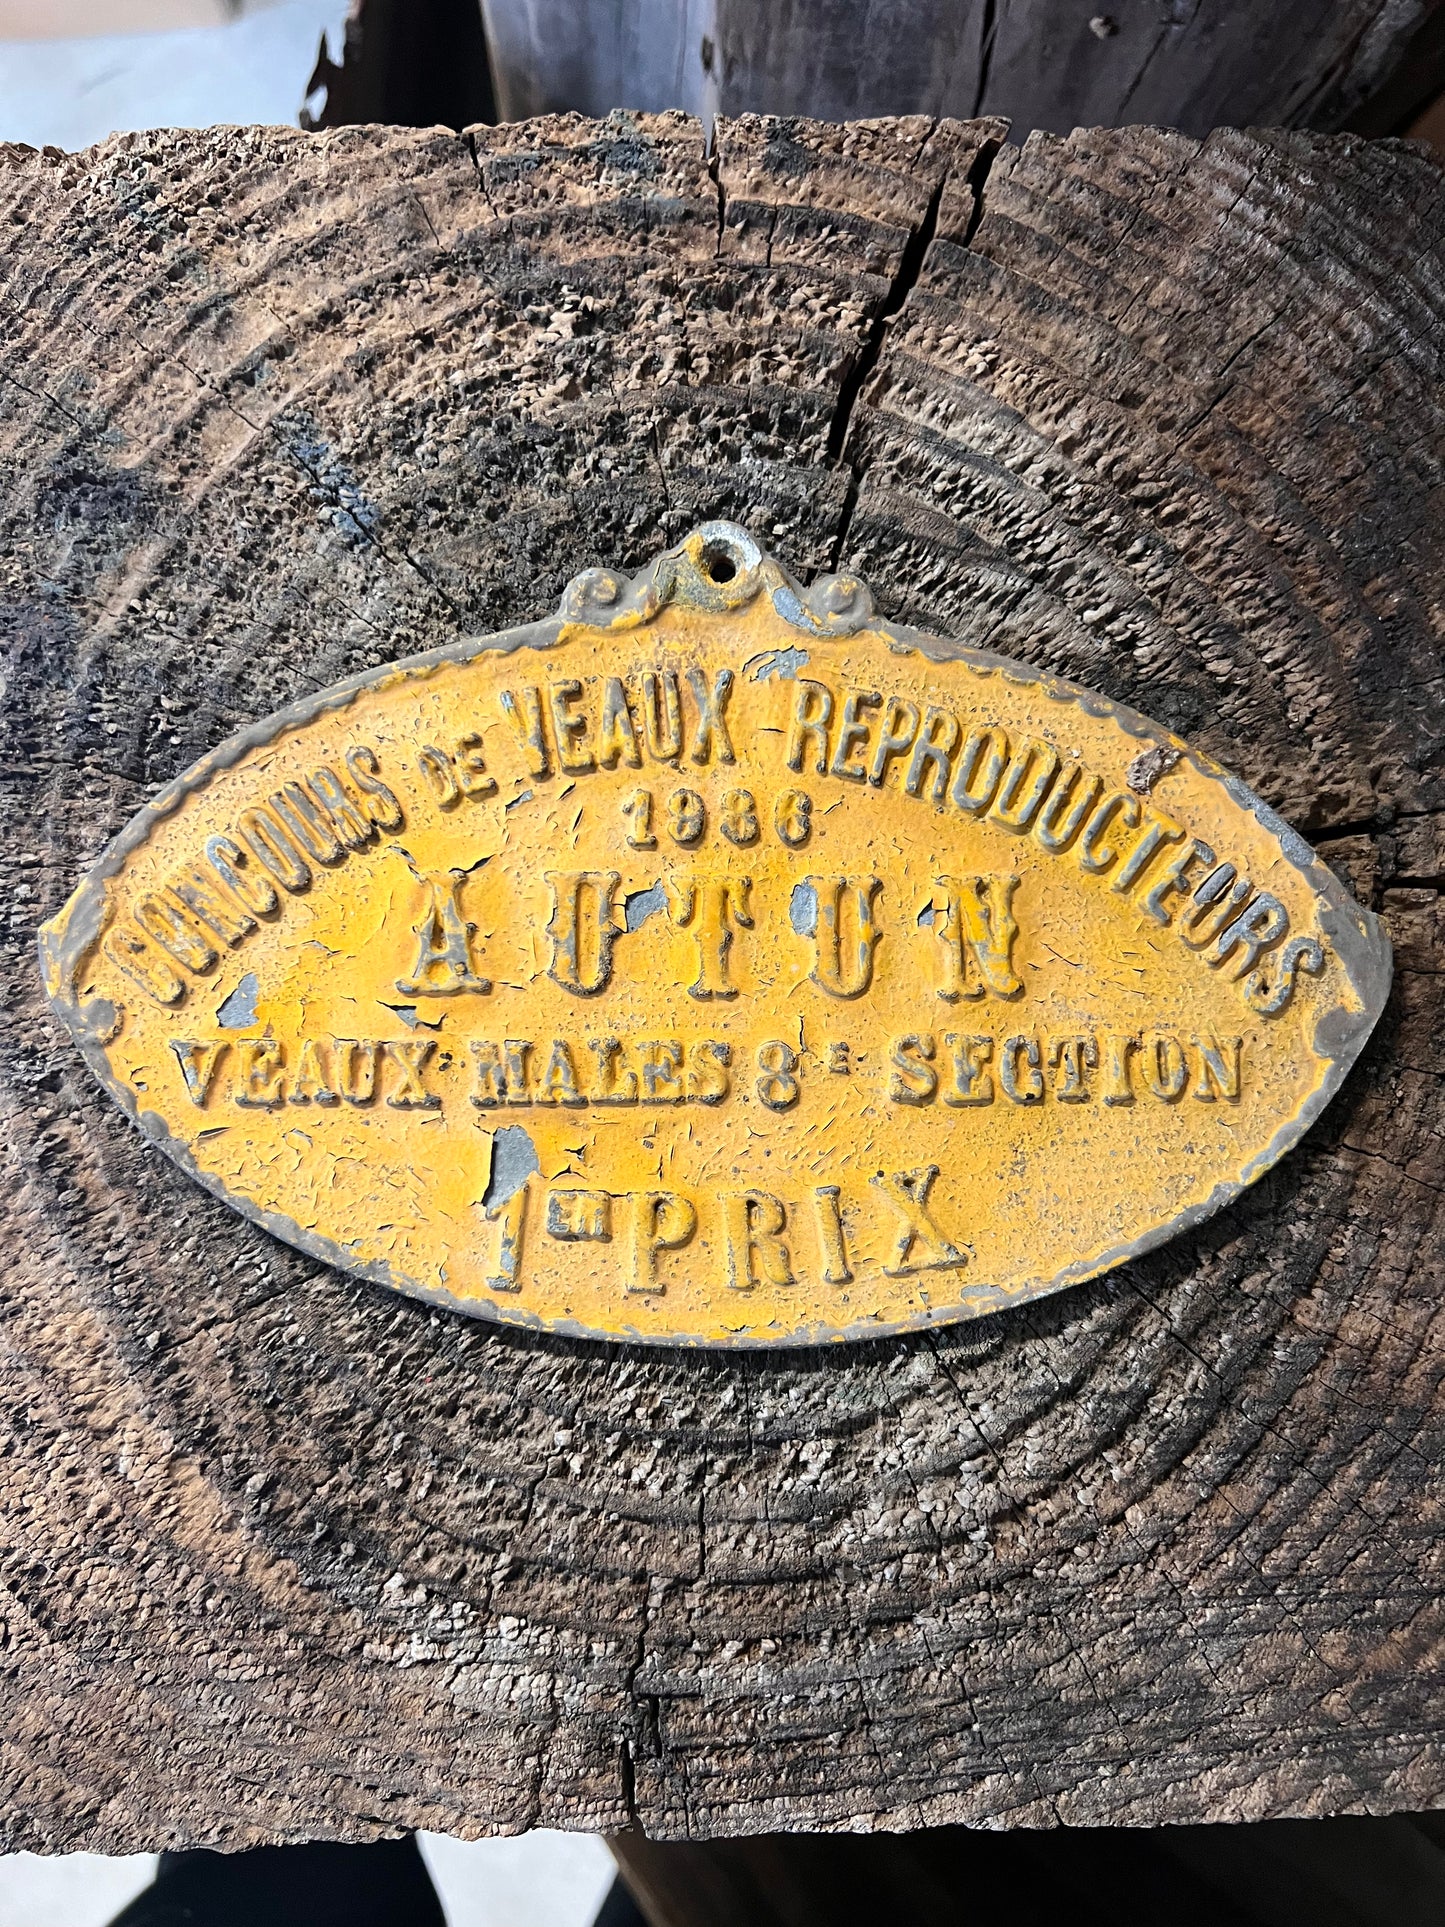 CONCOURS DE VEAUX REPRODUCTEURS
1936
AUTUN
VEAUX MALES 8E SECTION
1ER PRIX